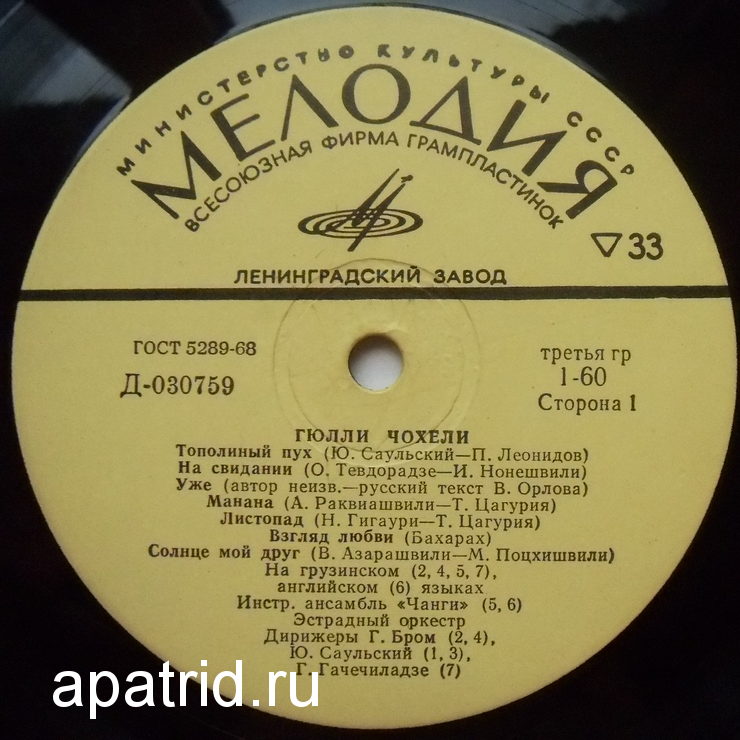 МИНИСТЕРСТВО КУЛЬТУРЫ СССР
МЕЛОДИЯ
ВСЕСОЮЗНАЯ ФИРМА ГРАМПЛАСТИНОК
▽33
ЛЕНИНГРАДСКИЙ ЗАВОД
ГОСТ 5289-68
Д-030759
третья гр
1-60
Сторона 1
ГЮЛЛИ ЧОХЕЛИ
Тополиный пух (Ю. Саульский—П. Леонидов)
На свидании (О. Тевдорадзе—И. Нонешвили)
Уже (автор неизв.—русский текст В. Орлова)
Манана (А. Раквиашвили—Т. Цагурия)
Листопад (Н. Гигаури—Т. Цагурия)
Взгляд любви (Бахарах)
Солнце мой друг (В. Азарашвили—М. Поцхишвили)
На грузинском (2, 4, 5, 7),
английском (6) языках
Инстр. ансамбль «Чанги» (5, 6)
Эстрадный оркестр
Дирижеры Г. Бром (2, 4),
Ю. Саульский (1, 3),
Г. Гачечиладзе (7)
apatrid.ru